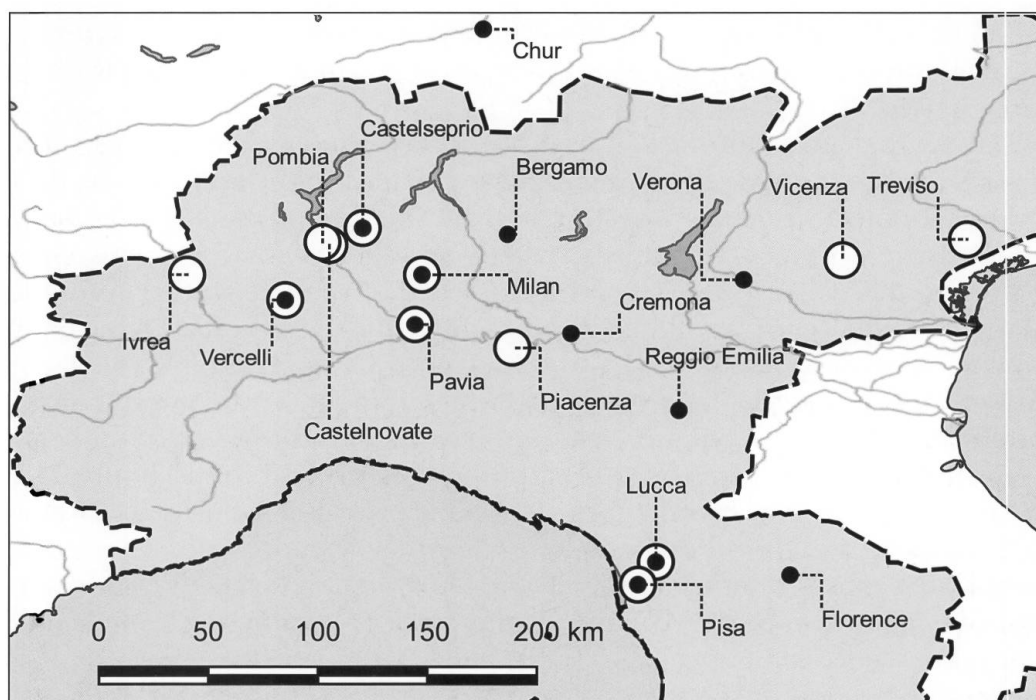 Chur
Castelseprio
Pombia
Bergamo
Verona
Vicenza
Treviso
Milan
Cremona
Ivrea
Vercelli
Reggio Emilia
Pavia
Piacenza
Castelnovate
Lucca
Pisa
Florence
0 50 100 150 200 km